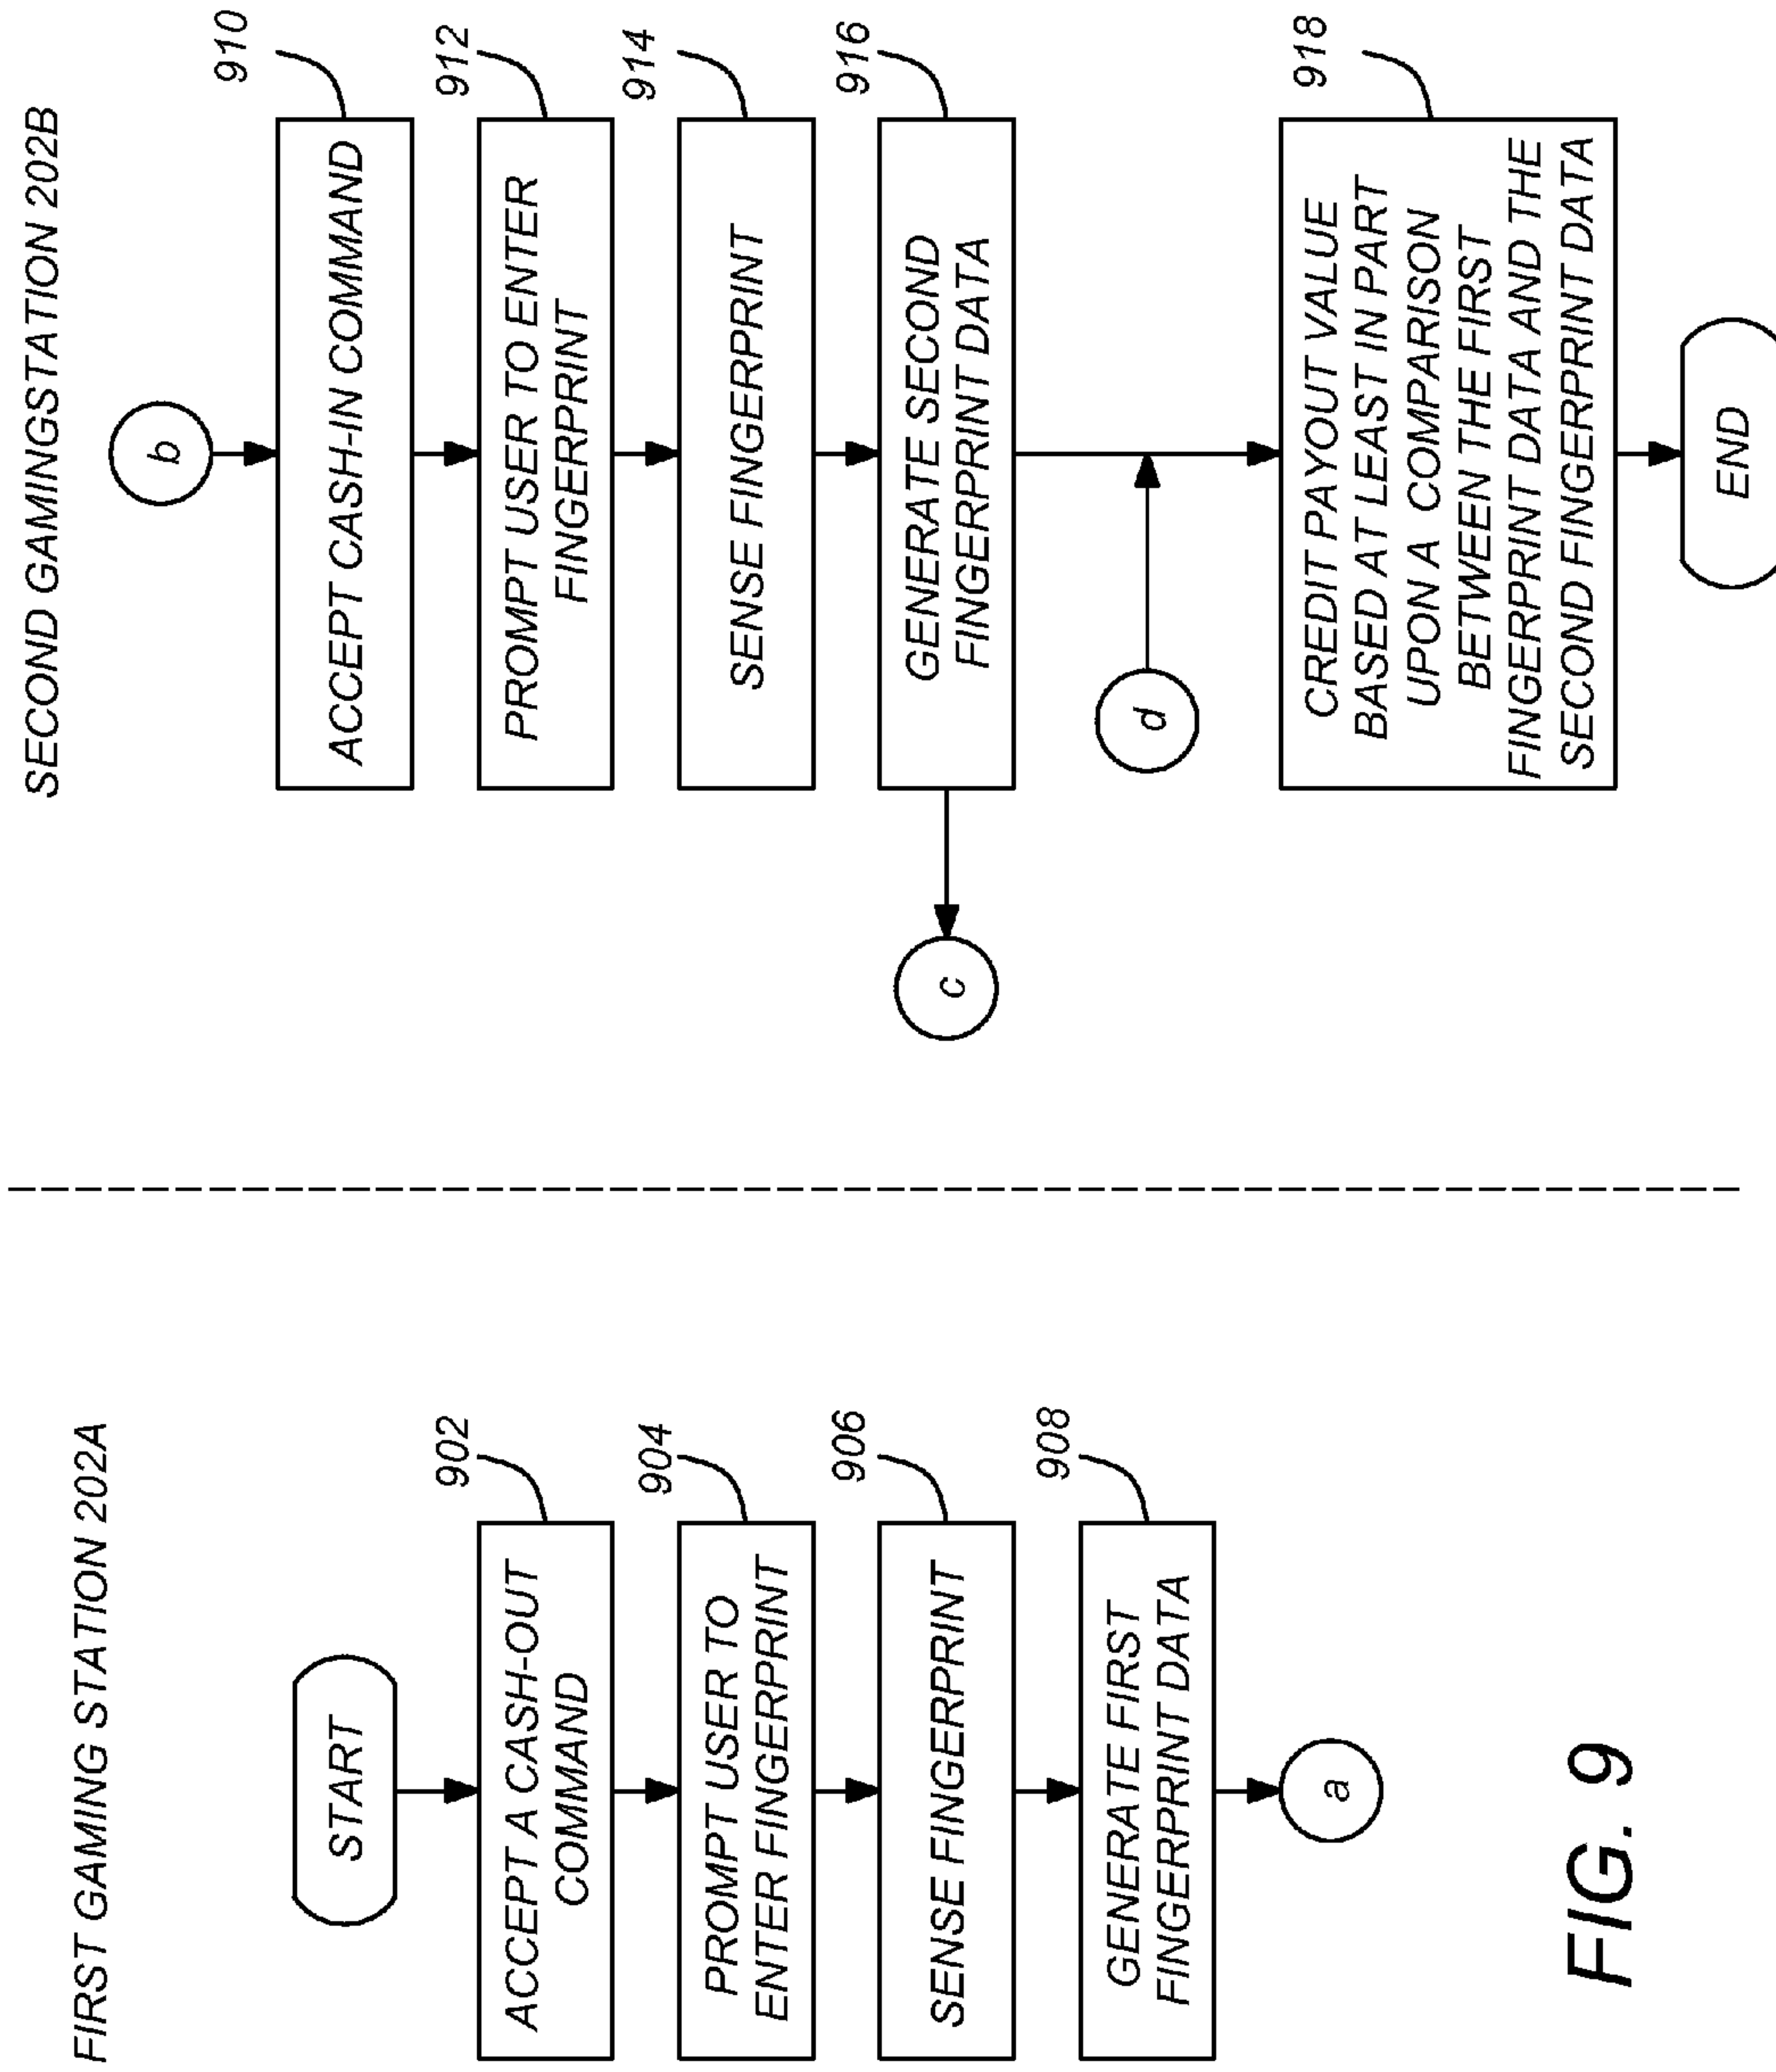 FIRST GAMING STATION 202A
START
ACCEPT A CASH-OUT
COMMAND
902
PROMPT USER TO
ENTER FINGERPRINT
904
SENSE FINGERPRINT
906
GENERATE FIRST
FINGERPRINT DATA
908
a
SECOND GAMINGSTATION 202B
b
ACCEPT CASH-IN COMMAND
910
PROMPT USER TO ENTER
FINGERPRINT
912
SENSE FINGERPRINT
914
GENERATE SECOND
FINGERPRINT DATA
916
c
d
CREDIT PAYOUT VALUE
BASED AT LEAST IN PART
UPON A COMPARISON
BETWEEN THE FIRST
FINGERPRINT DATA AND THE
SECOND FINGERPRINT DATA
918
END
FIG. 9